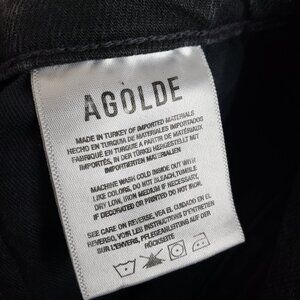 AGOLDE
MADE IN TURKEY OF IMPORTED MATERIALS
HECHO EN TURQUIA DE MATERIALES IMPORTADOS
FABRIQUÉ EN TURQUIE A PARTIR DE MATÉRIAUX
IMPORTÉS, IN DER TÜRKEI HERGESTELLT AUS
IMPORTIERTEN MATERIALIEN
MACHINE WASH COLD INSIDE OUT WITH
LIKE COLORS, DO NOT BLEACH, TUMBLE
DRY LOW, IRON MEDIUM IF NECESSARY,
IF DECORATED OR PRINTED DO NOT IRON
SEE CARE ON REVERSE, VEA EL CUIDADO EN EL
REVERSO, VOIR LES INSTRUCTIONS D'ENTRETIEN
SUR L'ENVERS, PFLEGEANLEITUNG AUF DER
RÜCKSEITE